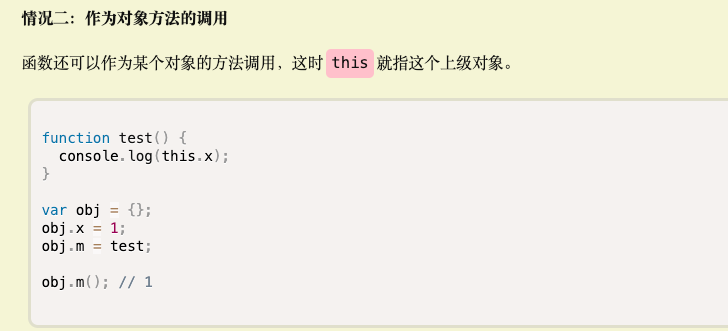 情况二：作为对象方法的调用
函数还可以作为某个对象的方法调用，这时 this 就指这个上级对象。
function test() {
  console.log(this.x);
}
var obj = {};
obj.x = 1;
obj.m = test;
obj.m(); // 1